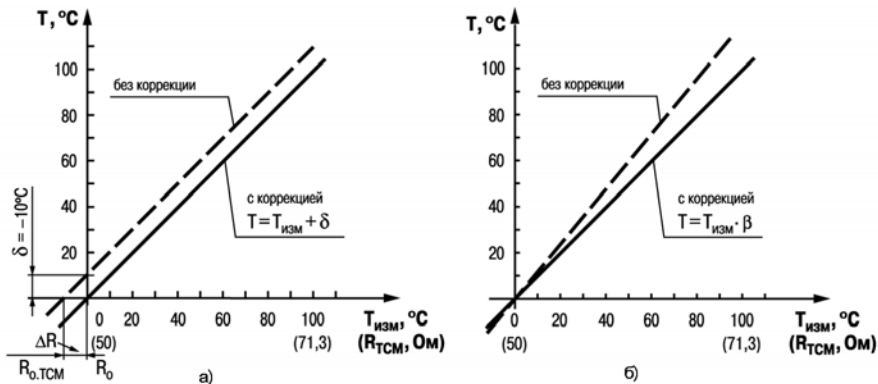 T, °C
100
80
60
40
20
без коррекции
с коррекцией
T=Tизм+δ
δ = –10°C
0 20 40 60 80 100
Tизм, °C
ΔR (50) (71,3) (RТСМ, Ом)
Rо.ТСМ Rо
а)
T, °C
100
80
60
40
20
без коррекции
с коррекцией
T=Tизм·β
0 20 40 60 80 100
Tизм, °C
(50) (71,3) (RТСМ, Ом)
б)